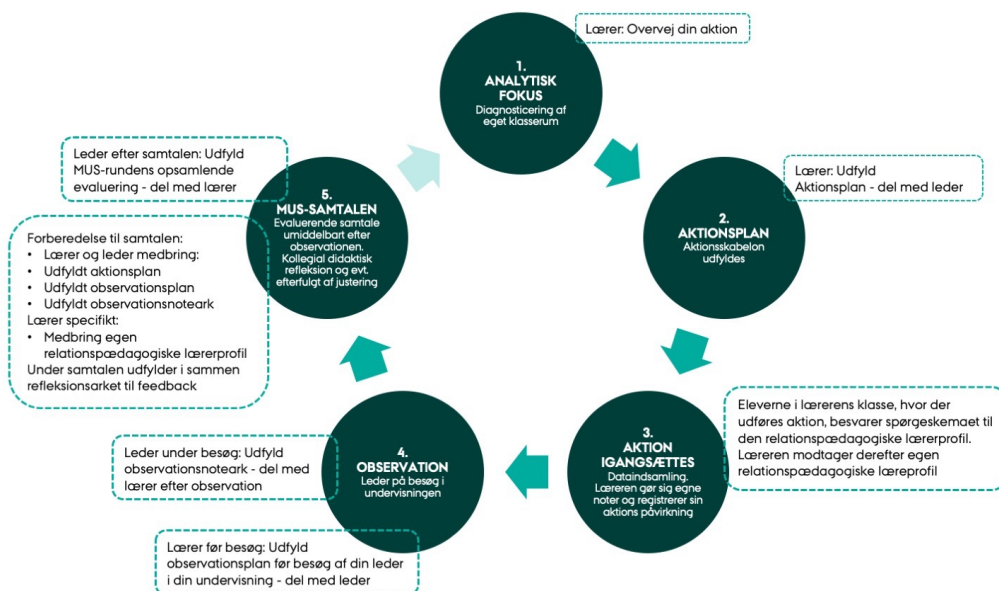 Lærer: Overvej din aktion
1.
ANALYTISK
FOKUS
Diagnosticering af
eget klasserum
Lærer: Udfyld
Aktionsplan - del med leder
2.
AKTIONSPLAN
Aktionsskabelon
udfyldes
Eleverne i lærerens klasse, hvor der
udføres aktion, besvarer spørgeskemaet til
den relationspædagogiske lærerprofil.
Læreren modtager derefter egen
relationspædagogiske læreprofil
3.
AKTION
IGANGSÆTTES
Dataindsamling.
Læreren gør sig egne
noter og registrerer sin
aktions påvirkning
4.
OBSERVATION
Leder på besøg i
undervisningen
Leder under besøg: Udfyld
observationsnoteark - del med
lærer efter observation
Lærer før besøg: Udfyld
observationsplan før besøg af din leder
i din undervisning - del med leder
5.
MUS-SAMTALEN
Evaluerende samtale
umiddelbart efter
observationen.
Kollegial didaktisk
refleksion og evt.
efterfulgt af justering
Leder efter samtalen: Udfyld
MUS-rundens opsamlende
evaluering - del med lærer
Forberedelse til samtalen:
• Lærer og leder medbring:
• Udfyldt aktionsplan
• Udfyldt observationsplan
• Udfyldt observationsnoteark
Lærer specifikt:
• Medbring egen
relationspædagogiske lærerprofil
Under samtalen udfylder i sammen
refleksionsarket til feedback